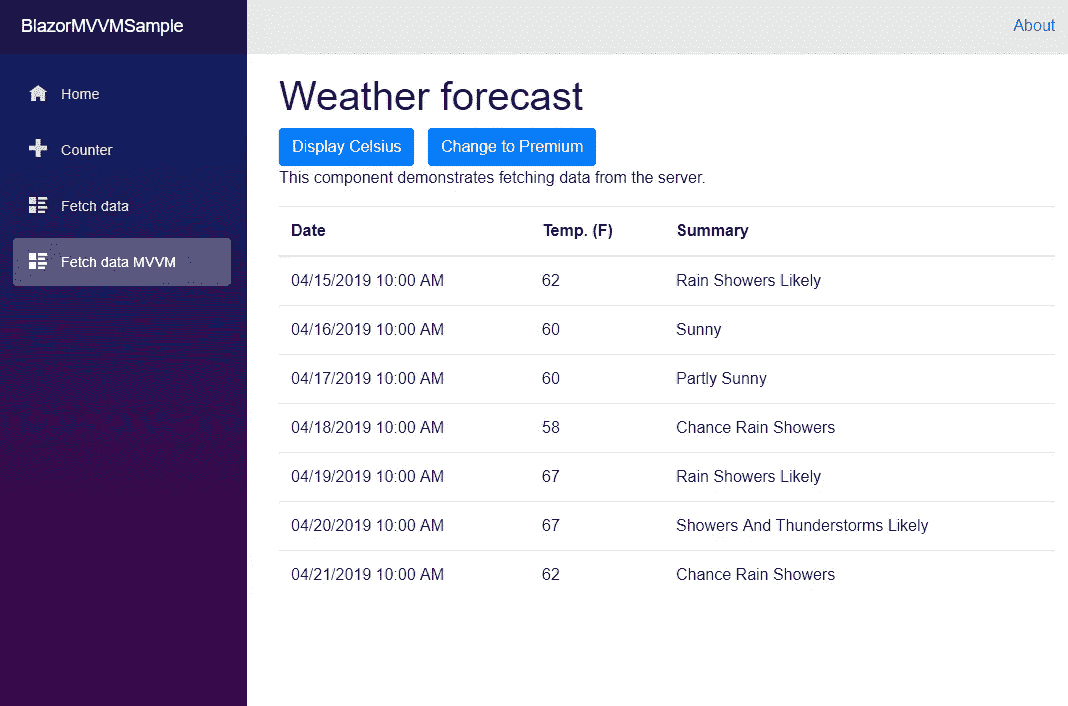 BlazorMVVMSample
About
Home
Counter
Fetch data
Fetch data MVVM
Weather forecast
Display Celsius Change to Premium
This component demonstrates fetching data from the server.
Date Temp. (F) Summary
04/15/2019 10:00 AM 62 Rain Showers Likely
04/16/2019 10:00 AM 60 Sunny
04/17/2019 10:00 AM 60 Partly Sunny
04/18/2019 10:00 AM 58 Chance Rain Showers
04/19/2019 10:00 AM 67 Rain Showers Likely
04/20/2019 10:00 AM 67 Showers And Thunderstorms Likely
04/21/2019 10:00 AM 62 Chance Rain Showers